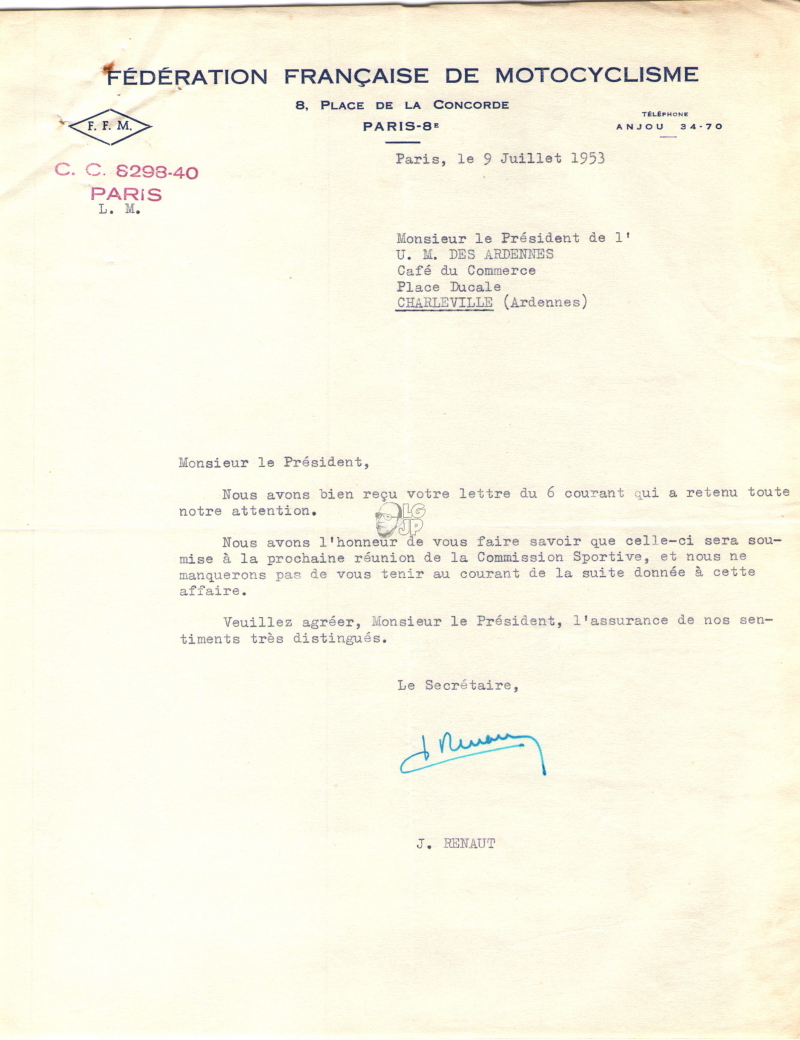 FÉDÉRATION FRANÇAISE DE MOTOCYCLISME
8, PLACE DE LA CONCORDE
PARIS-8E
TÉLÉPHONE
ANJOU 34-70
F. F. M.
C. C. 6298-40
PARIS
L. M.
Paris, le 9 Juillet 1953
Monsieur le Président de l'
U. M. DES ARDENNES
Café du Commerce
Place Ducale
CHARLEVILLE (Ardennes)
Monsieur le Président,
Nous avons bien reçu votre lettre du 6 courant qui a retenu toute
notre attention.
LG
JP
Nous avons l'honneur de vous faire savoir que celle-ci sera sou-
mise à la prochaine réunion de la Commission Sportive, et nous ne
manquerons pas de vous tenir au courant de la suite donnée à cette
affaire.
Veuillez agréer, Monsieur le Président, l'assurance de nos sen-
timents très distingués.
Le Secrétaire,
J Renaut
J. RENAUT